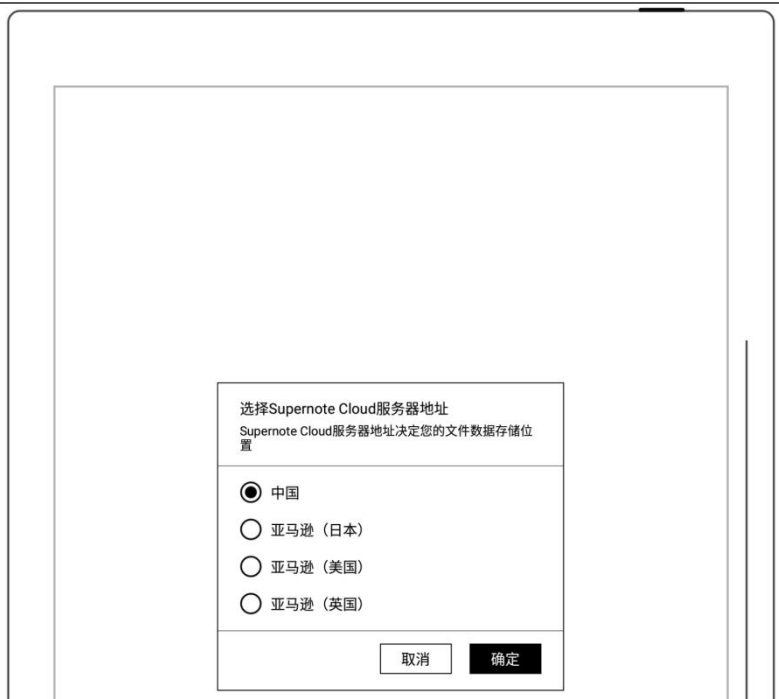 选择Supernote Cloud服务器地址
Supernote Cloud服务器地址决定您的文件数据存储位
置
中国
亚马逊（日本）
亚马逊（美国）
亚马逊（英国）
取消 确定